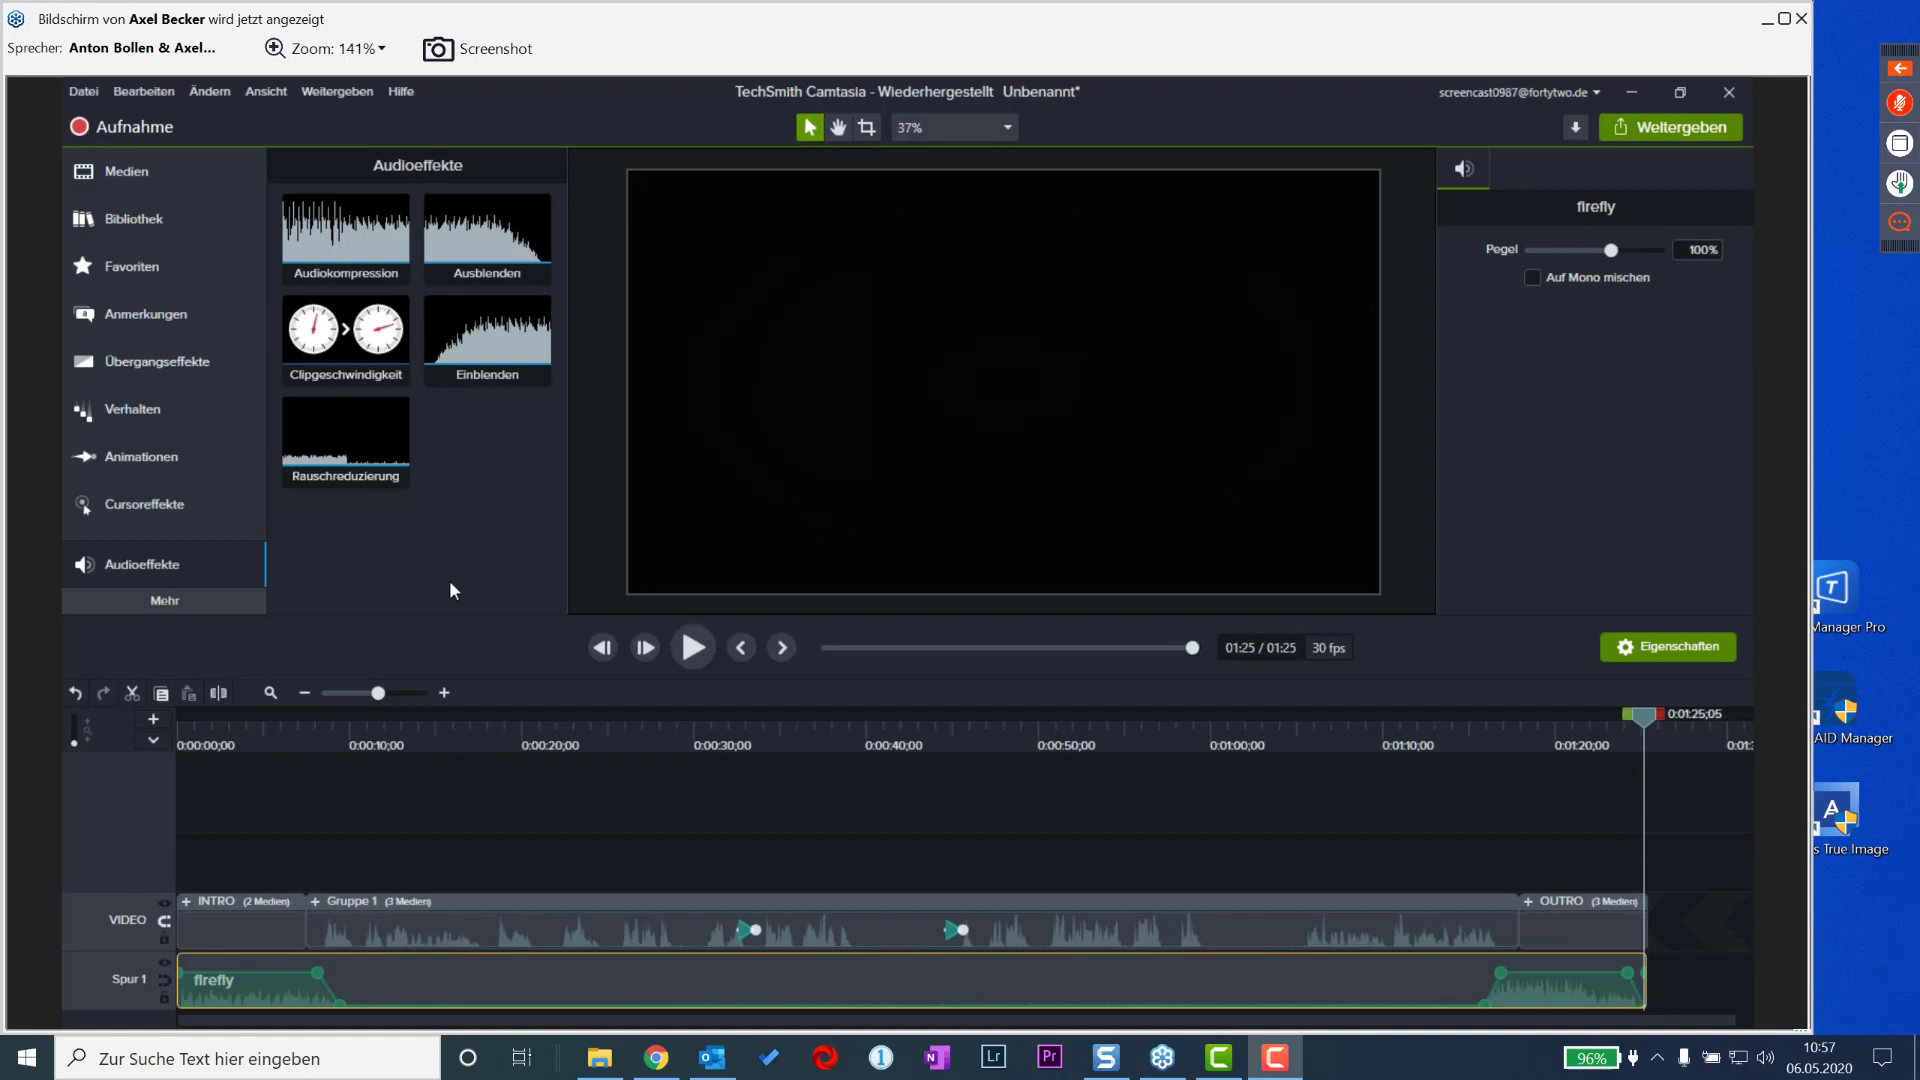 Bildschirm von Axel Becker wird jetzt angezeigt
Sprecher: Anton Bollen & Axel...
Zoom: 141%
Screenshot
Datei Bearbeiten Ändern Ansicht Weitergeben Hilfe
TechSmith Camtasia - Wiederhergestellt Unbenannt*
screencast0987@fortytwo.de
Aufnahme
37%
Weitergeben
Medien
Bibliothek
Favoriten
Anmerkungen
Übergangseffekte
Verhalten
Animationen
Cursoreffekte
Audioeffekte
Mehr
Audioeffekte
Audiokompression
Ausblenden
Clipgeschwindigkeit
Einblenden
Rauschreduzierung
firefly
Pegel
100%
Auf Mono mischen
01:25 / 01:25
30 fps
Eigenschaften
0:01:25;05
0:00:00;00
0:00:10;00
0:00:20;00
0:00:30;00
0:00:40;00
0:00:50;00
0:01:00;00
0:01:10;00
0:01:20;00
VIDEO
+ INTRO (2 Medien)
+ Gruppe 1 (3 Medien)
+ OUTRO (3 Medien)
Spur 1
firefly
Manager Pro
AID Manager
s True Image
Zur Suche Text hier eingeben
Lr
Pr
96%
10:57
06.05.2020